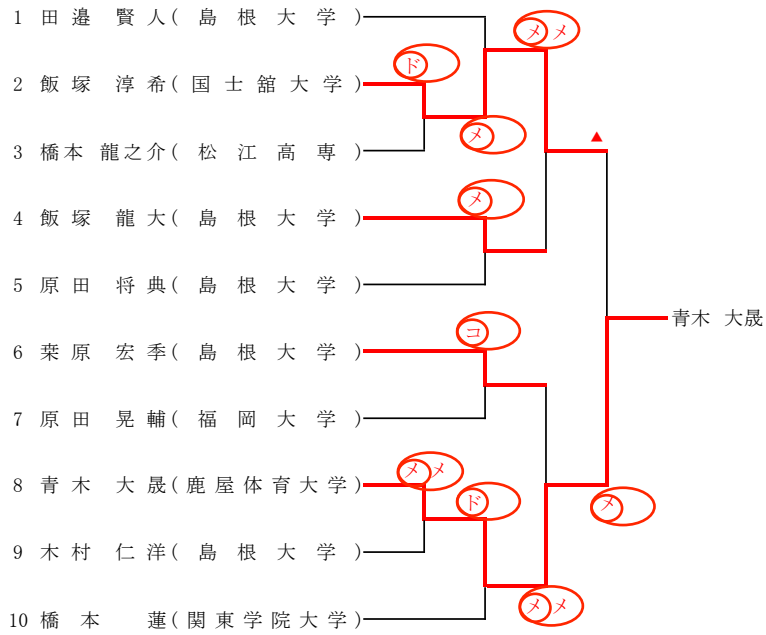 1 田邉 賢人(島根大学)
メメ
ド
2 飯塚 淳希(国士舘大学)
メ
▲
3 橋本 龍之介(松江高専)
メ
4 飯塚 龍大(島根大学)
5 原田 将典(島根大学)
青木 大晟
コ
6 桒原 宏季(島根大学)
7 原田 晃輔(福岡大学)
メメ
8 青木 大晟(鹿屋体育大学)
ド
メ
9 木村 仁洋(島根大学)
メメ
10 橋本 蓮(関東学院大学)